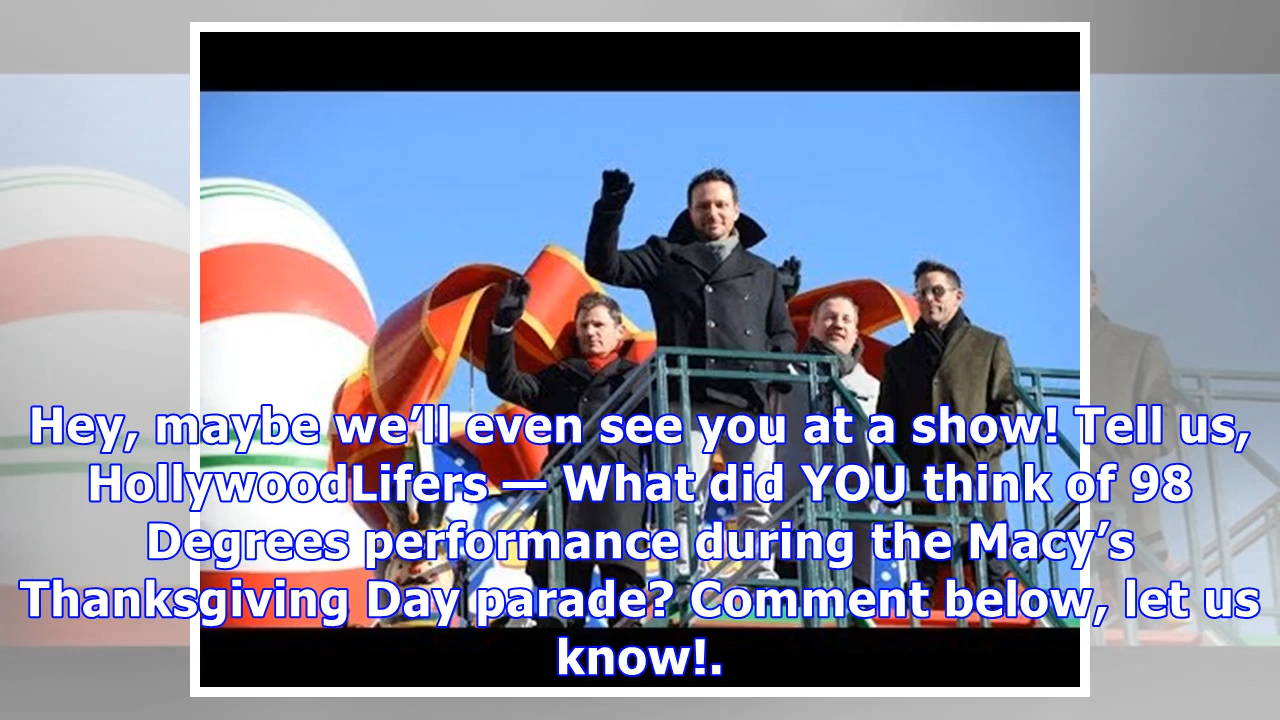 Hey, maybe we’ll even see you at a show! Tell us,
HollywoodLifers — What did YOU think of 98
Degrees performance during the Macy’s
Thanksgiving Day parade? Comment below, let us
know!.